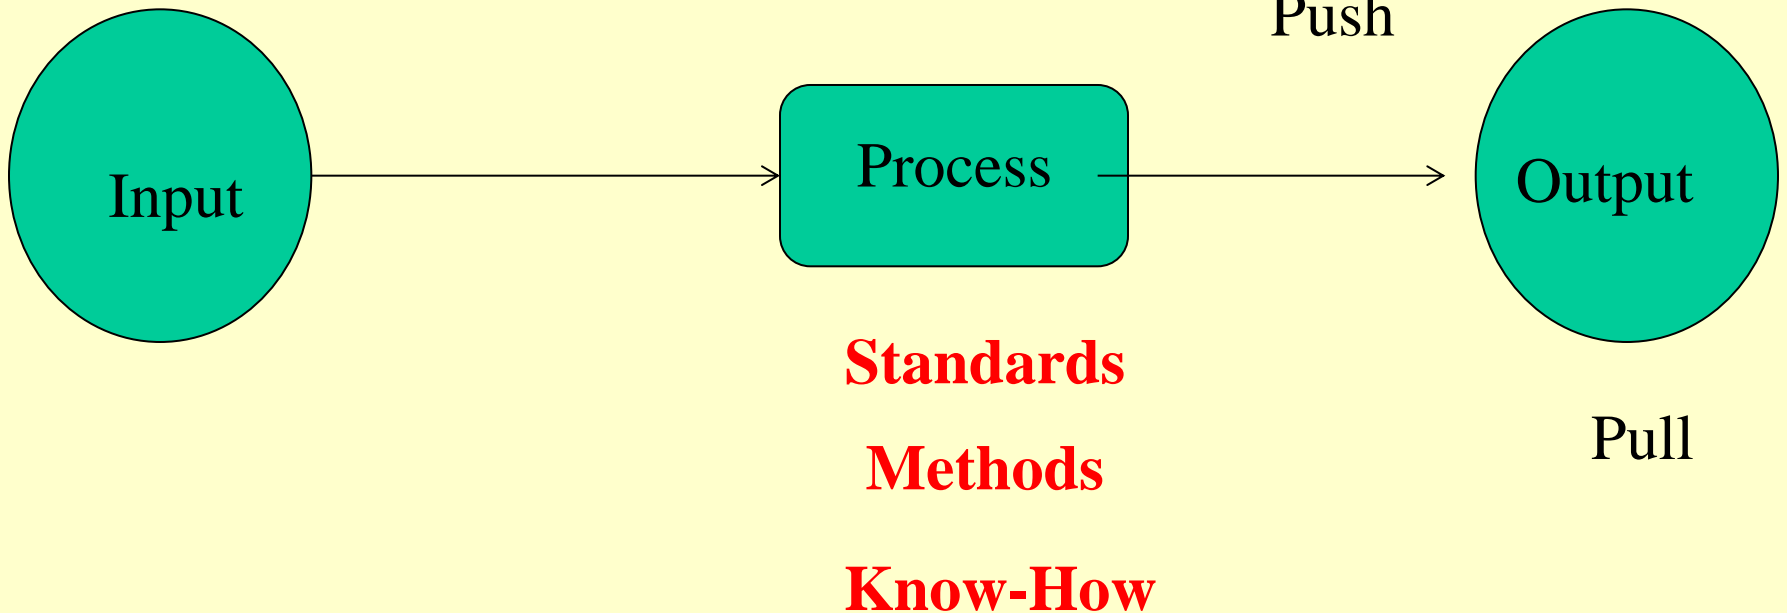 Push
Process
Output
Input
Standards
Pull
Methods
Know-How